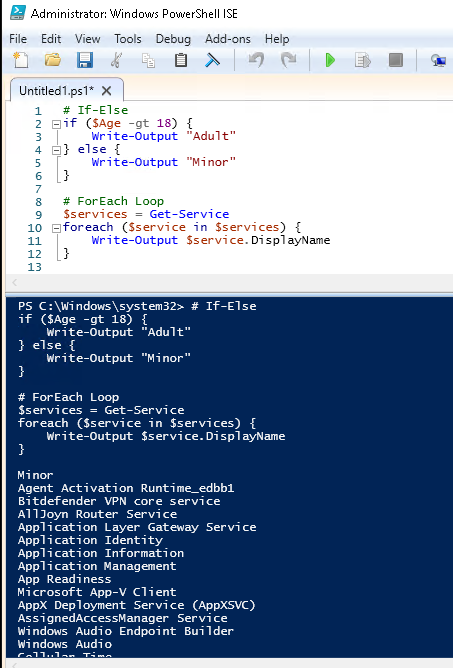 Administrator: Windows PowerShell ISE
File Edit View Tools Debug Add-ons Help
Untitled1.ps1* X
1 # If-Else
2 if ($Age -gt 18) {
3 Write-Output "Adult"
4 } else {
5 Write-Output "Minor"
6 }
7
8 # ForEach Loop
9 $services = Get-Service
10 foreach ($service in $services) {
11 Write-Output $service.DisplayName
12 }
13
PS C:\Windows\system32> # If-Else
if ($Age -gt 18) {
Write-Output "Adult"
} else {
Write-Output "Minor"
}
# ForEach Loop
$services = Get-Service
foreach ($service in $services) {
Write-Output $service.DisplayName
}
Minor
Agent Activation Runtime_edbb1
Bitdefender VPN core service
AllJoyn Router Service
Application Layer Gateway Service
Application Identity
Application Information
Application Management
App Readiness
Microsoft App-V Client
AppX Deployment Service (AppXSVC)
AssignedAccessManager Service
Windows Audio Endpoint Builder
Windows Audio
Cellular Time